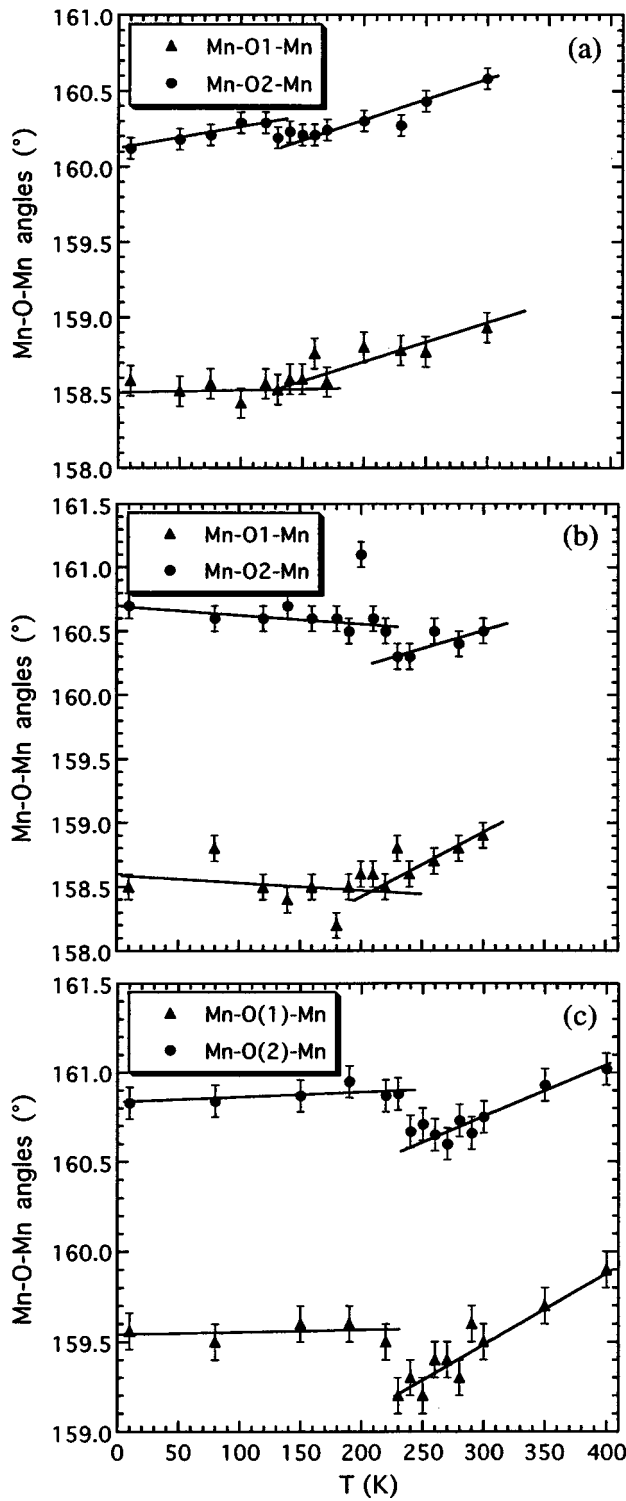 161.0
160.5
160.0
159.5
159.0
158.5
158.0
Mn-O-Mn angles (°)
Mn-O1-Mn
Mn-O2-Mn
(a)
161.5
161.0
160.5
160.0
159.5
159.0
158.5
158.0
Mn-O-Mn angles (°)
Mn-O1-Mn
Mn-O2-Mn
(b)
161.5
161.0
160.5
160.0
159.5
159.0
Mn-O-Mn angles (°)
Mn-O(1)-Mn
Mn-O(2)-Mn
(c)
0 50 100 150 200 250 300 350 400
T (K)